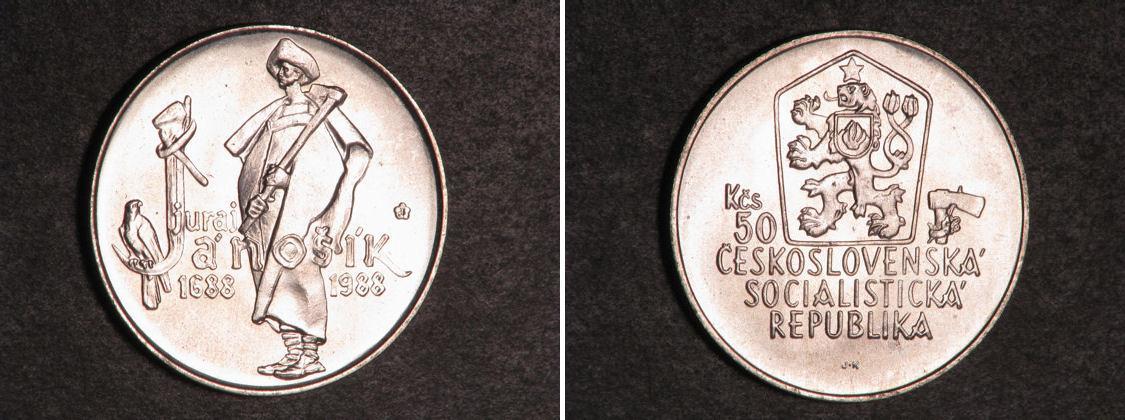 Juraj
Jánošík
1688 1988
Kčs
50
ČESKOSLOVENSKÁ
SOCIALISTICKÁ
REPUBLIKA
J·K